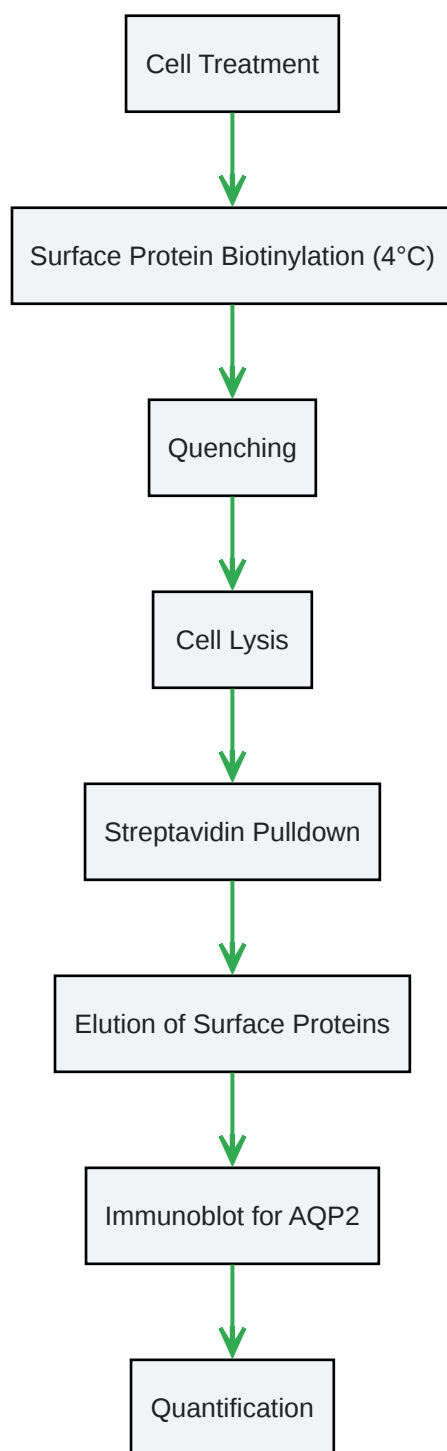 Cell Treatment
Surface Protein Biotinylation (4°C)
Quenching
Cell Lysis
Streptavidin Pulldown
Elution of Surface Proteins
Immunoblot for AQP2
Quantification